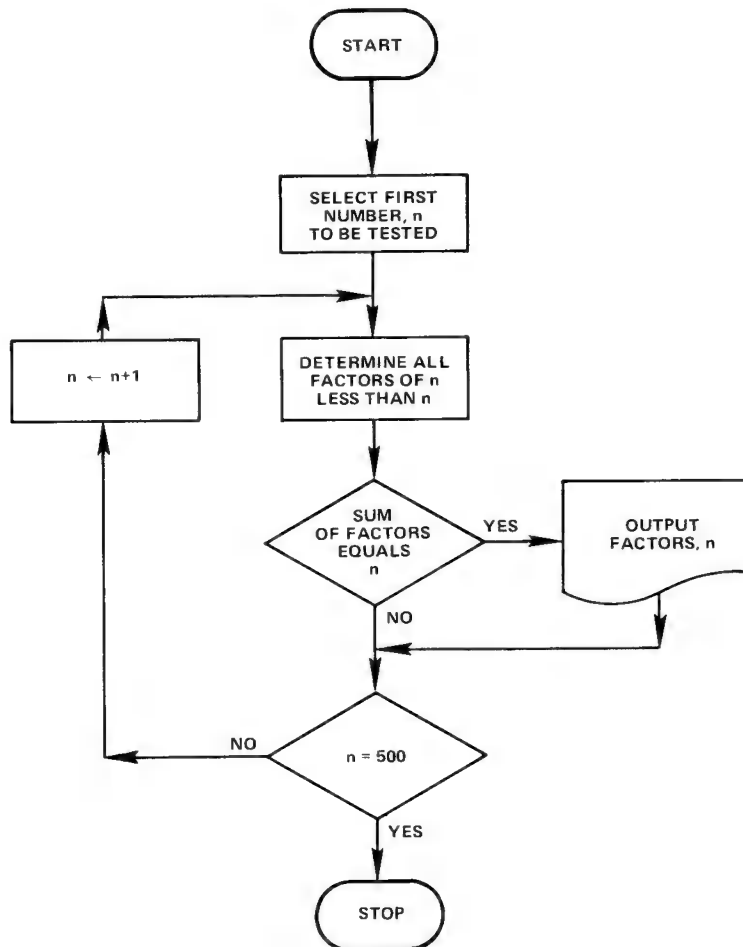 START
SELECT FIRST
NUMBER, n
TO BE TESTED
n ← n+1
DETERMINE ALL
FACTORS OF n
LESS THAN n
SUM
OF FACTORS
EQUALS
n
YES
OUTPUT
FACTORS, n
NO
NO
n = 500
YES
STOP